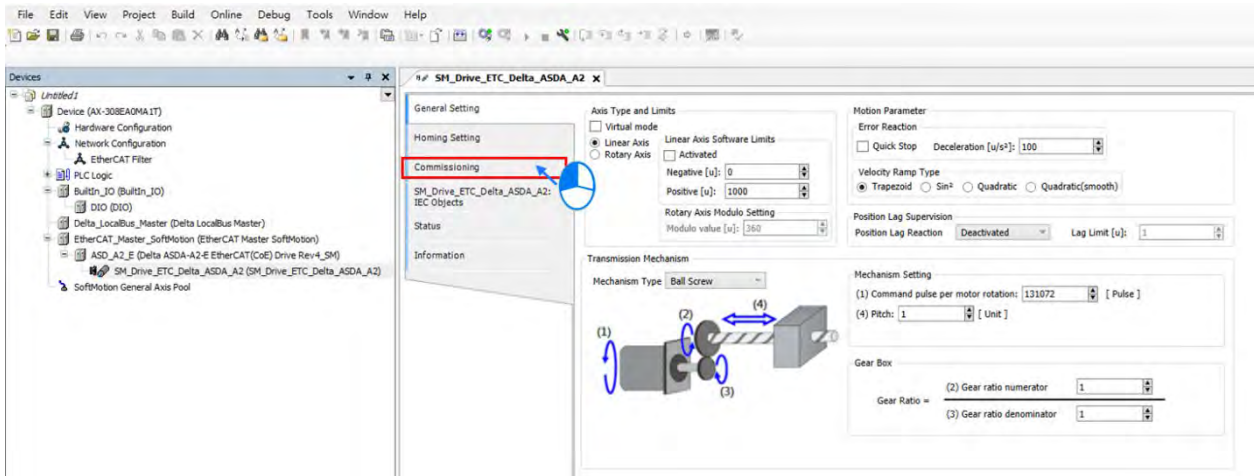 File Edit View Project Build Online Debug Tools Window Help
Devices
Untitled1
Device (AX-308EA0MA1T)
Hardware Configuration
Network Configuration
EtherCAT Filter
PLC Logic
BuiltIn_IO (BuiltIn_IO)
DIO (DIO)
Delta_LocalBus_Master (Delta LocalBus Master)
EtherCAT_Master_SoftMotion (EtherCAT Master SoftMotion)
ASD_A2_E (Delta ASDA-A2-E EtherCAT(CoE) Drive Rev4_SM)
SM_Drive_ETC_Delta_ASDA_A2 (SM_Drive_ETC_Delta_ASDA_A2)
SoftMotion General Axis Pool
SM_Drive_ETC_Delta_ASDA_A2 X
General Setting
Homing Setting
Commissioning
SM_Drive_ETC_Delta_ASDA_A2:
IEC Objects
Status
Information
Axis Type and Limits
Virtual mode
Linear Axis
Rotary Axis
Linear Axis Software Limits
Activated
Negative [u]: 0
Positive [u]: 1000
Rotary Axis Modulo Setting
Modulo value [u]: 360
Motion Parameter
Error Reaction
Quick Stop Deceleration [u/s²]: 100
Velocity Ramp Type
Trapezoid Sin² Quadratic Quadratic(smooth)
Position Lag Supervision
Position Lag Reaction Deactivated Lag Limit [u]: 1
Transmission Mechanism
Mechanism Type Ball Screw
(1)
(2)
(4)
(3)
Mechanism Setting
(1) Command pulse per motor rotation: 131072 [ Pulse ]
(4) Pitch: 1 [ Unit ]
Gear Box
Gear Ratio =
(2) Gear ratio numerator 1
(3) Gear ratio denominator 1